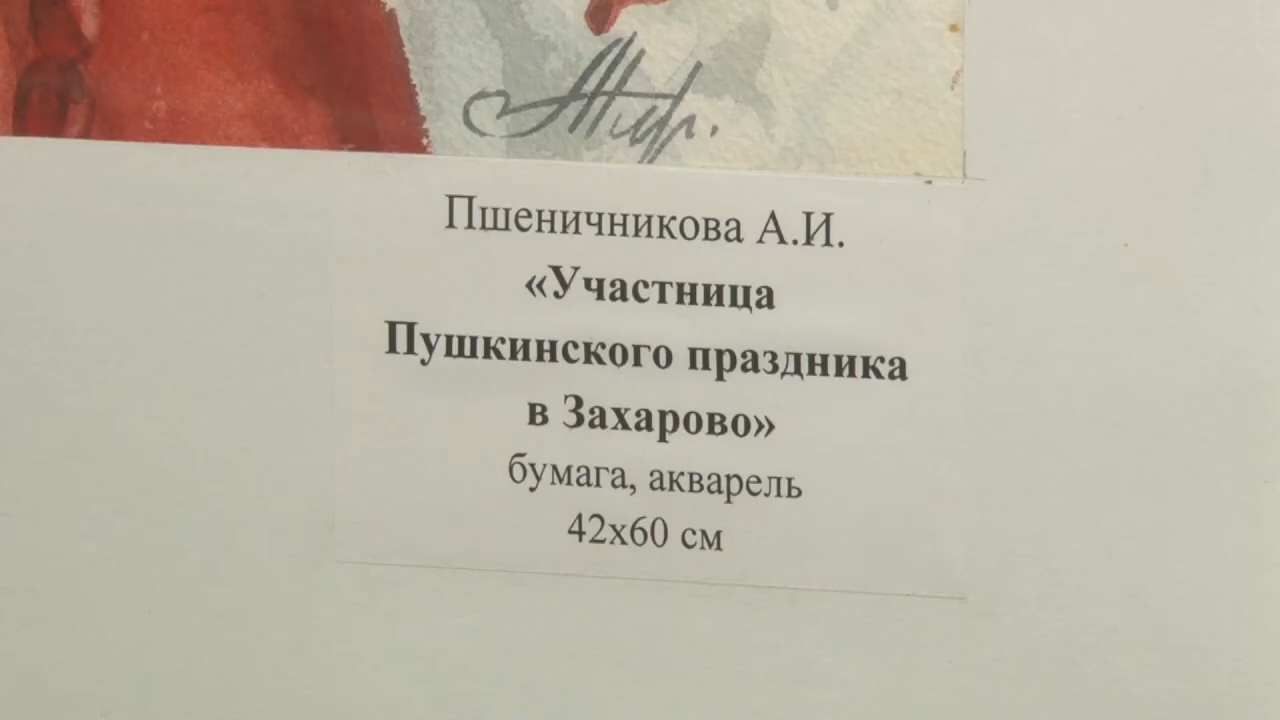 Пшеничникова А.И.
«Участница
Пушкинского праздника
в Захарово»
бумага, акварель
42х60 см